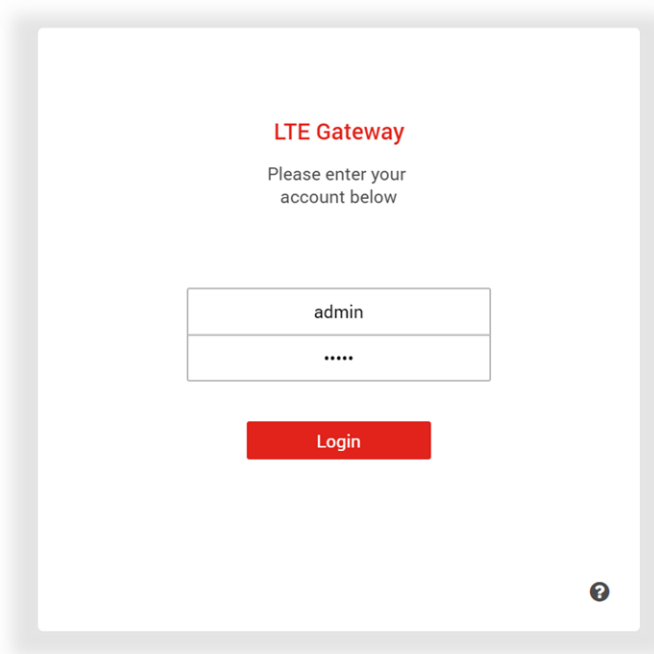 LTE Gateway
Please enter your
account below
admin
•••••
Login
?